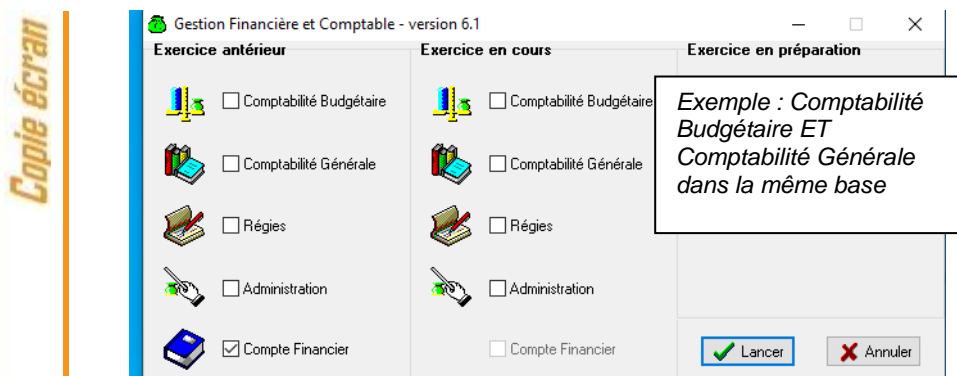 Copie écran
Gestion Financière et Comptable - version 6.1
Exercice antérieur
Exercice en cours
Exercice en préparation
Comptabilité Budgétaire
Comptabilité Budgétaire
Exemple : Comptabilité
Budgétaire ET
Comptabilité Générale
dans la même base
Comptabilité Générale
Comptabilité Générale
Régies
Régies
Administration
Administration
Compte Financier
Compte Financier
Lancer
Annuler